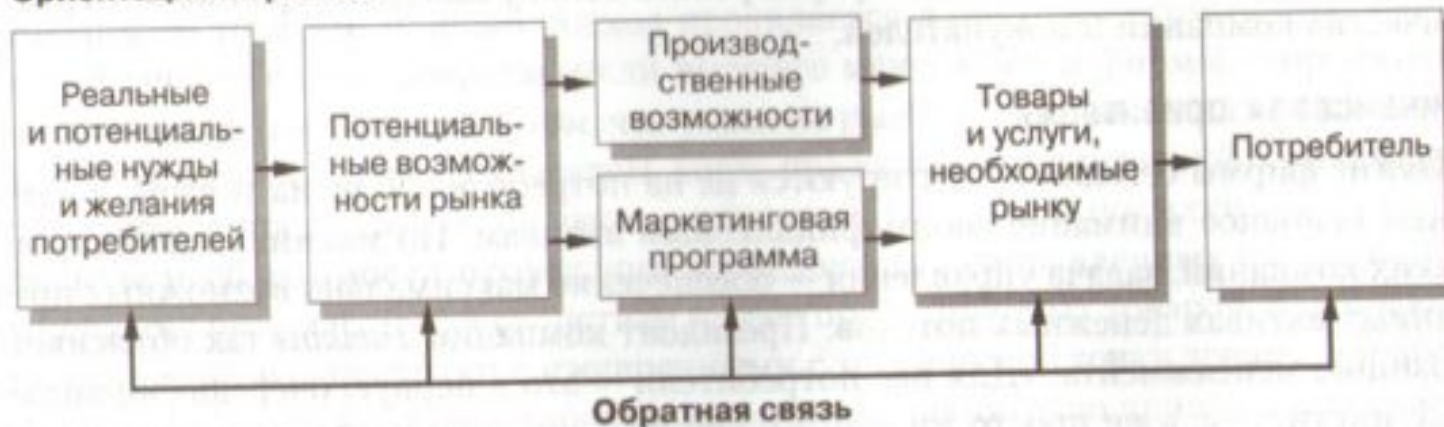 Реальные
и потенциаль-
ные нужды
и желания
потребителей
Потенциаль-
ные возмож-
ности рынка
Производ-
ственные
возможности
Маркетинговая
программа
Товары
и услуги,
необходимые
рынку
Потребитель
Обратная связь